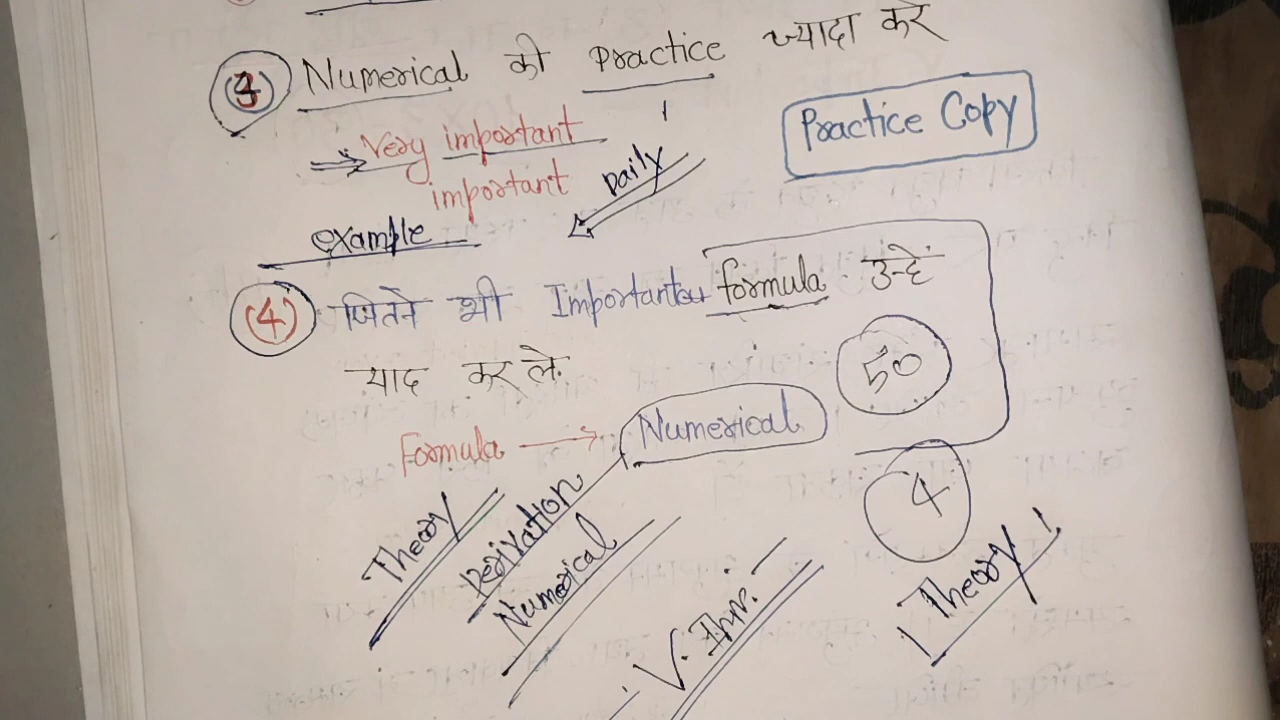 (3) Numerical की Practice ज्यादा करे
Practice Copy
⇒ Very important
important
Daily
example
(4) जितने भी Important formula उन्हें
याद कर ले
50
Formula → Numerical
4
Theory
Derivation
Numerical
V. Imp.
Theory